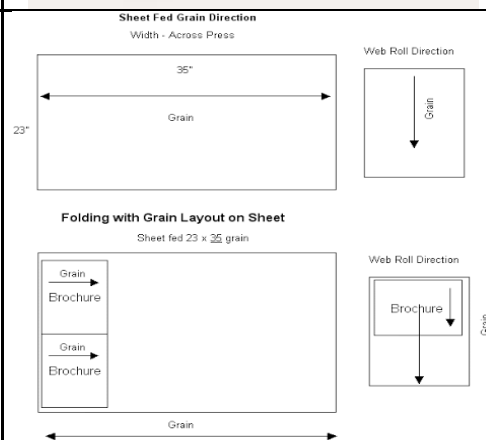 Sheet Fed Grain Direction
Width - Across Press
Web Roll Direction
35"
Grain
23"
Grain
Folding with Grain Layout on Sheet
Sheet fed 23 x 35 grain
Web Roll Direction
Grain
Brochure
Grain
Brochure
Brochure
Grain
Grain